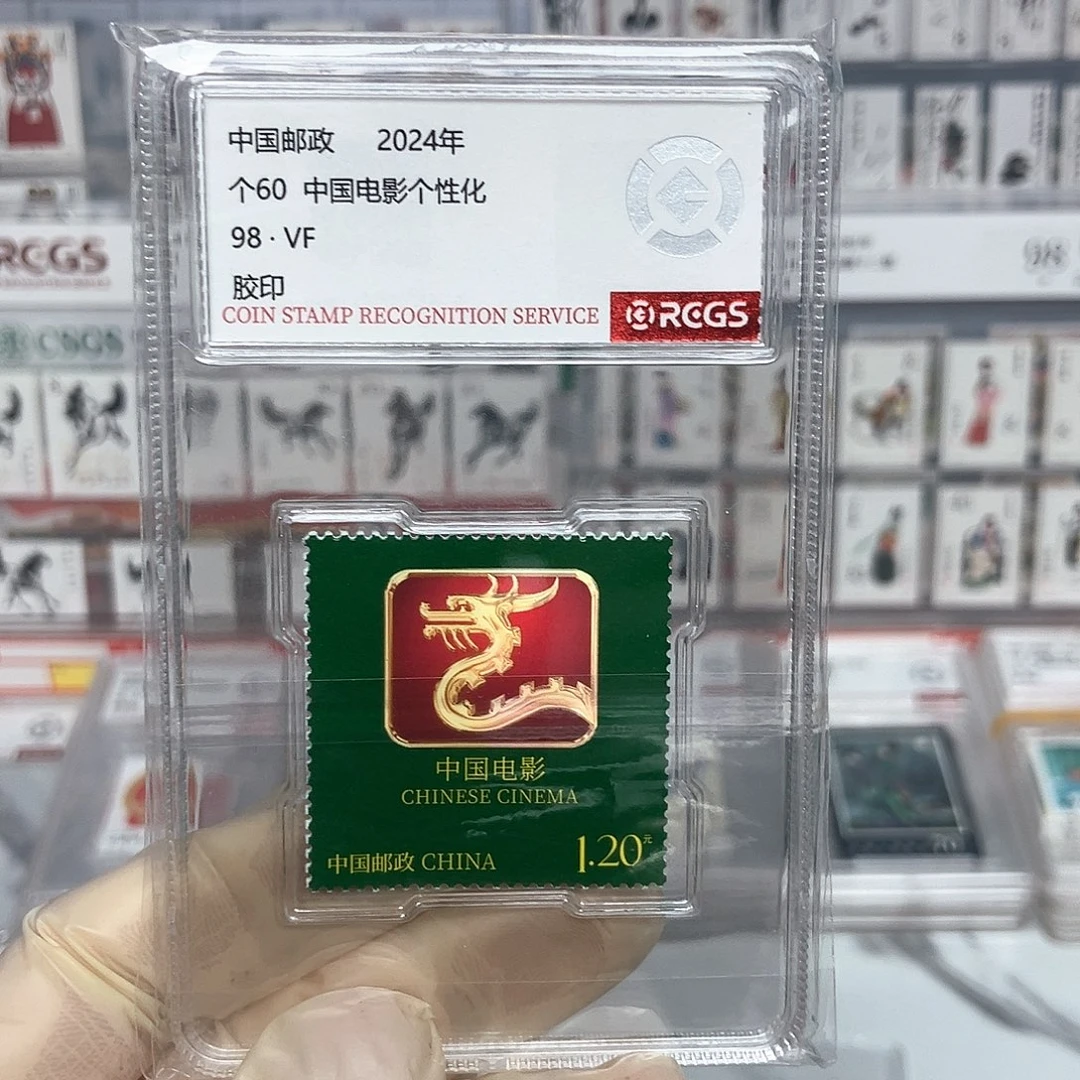 中国邮政 2024年
个60 中国电影个性化
98·VF
胶印
COIN STAMP RECOGNITION SERVICE
RCGS
RCGS
CSGS
中国电影
CHINESE CINEMA
中国邮政 CHINA
1.20元